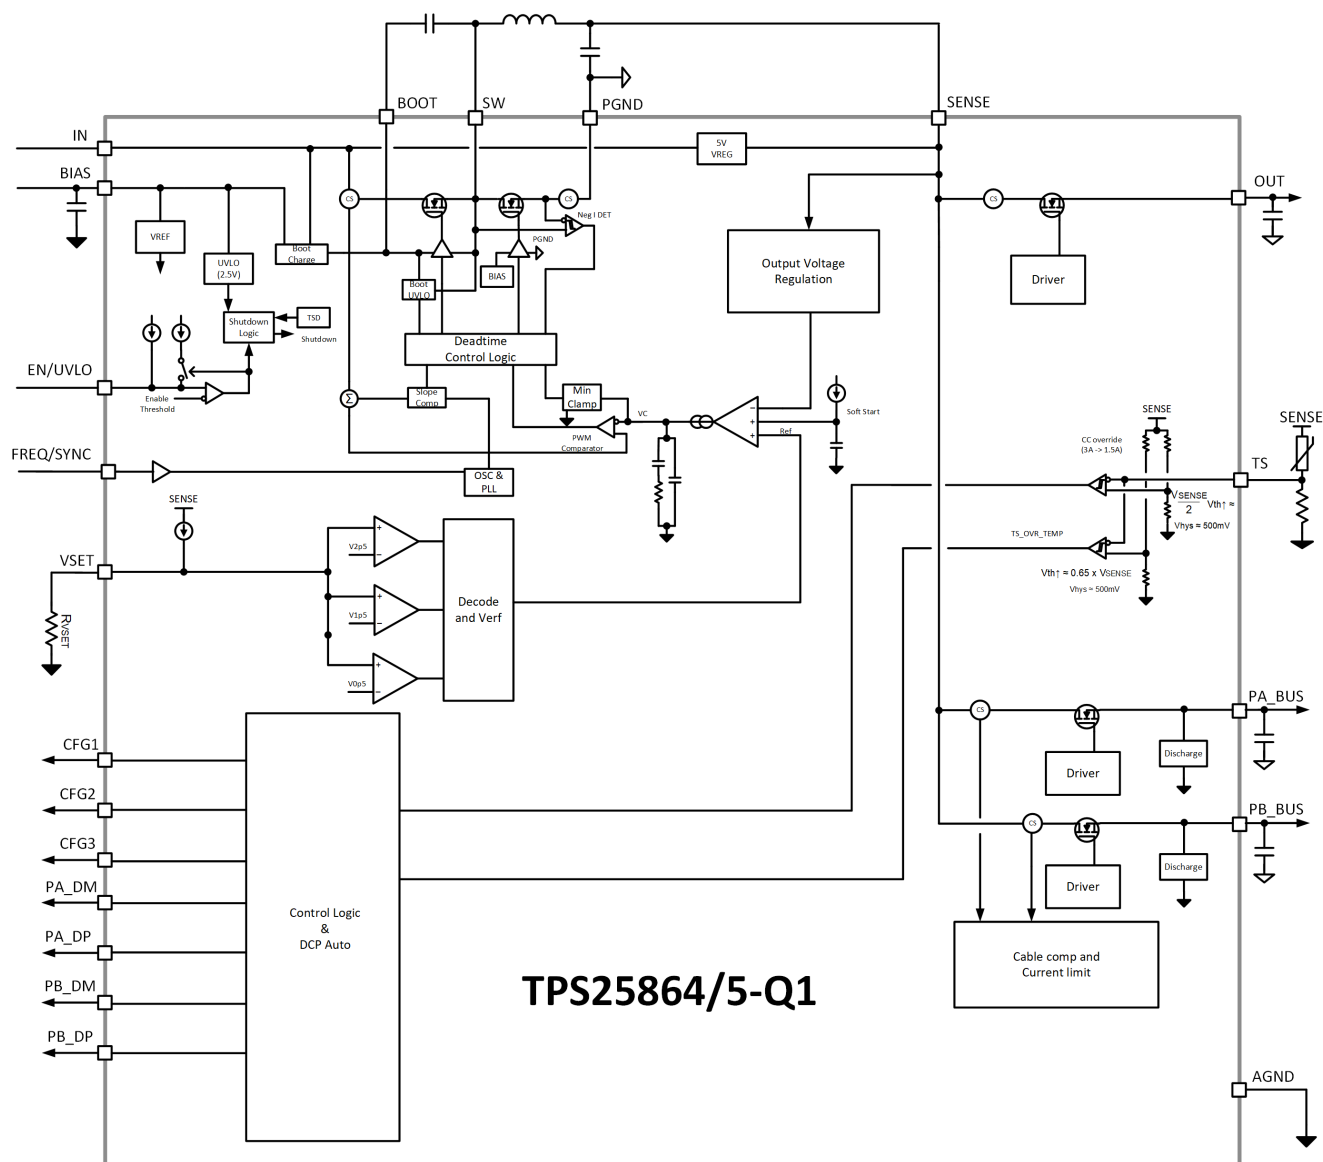 BOOT
SW
PGND
SENSE
IN
5V
VREG
BIAS
OUT
CS
CS
CS
Neg I DET
VREF
PGND
Boot
Charge
UVLO
(2.5V)
BIAS
Boot
UVLO
Output Voltage
Regulation
Driver
Shutdown
Logic
TSD
Shutdown
Deadtime
Control Logic
EN/UVLO
Enable
Threshold
Σ
Slope
Comp
Min
Clamp
VC
PWM
Comparator
Soft Start
Ref
−
+
+
SENSE
SENSE
CC override
(3A -> 1.5A)
FREQ/SYNC
OSC &
PLL
TS
SENSE
VSENSE
2
Vth↑ ≈
Vhys ≈ 500mV
TS_OVR_TEMP
VSET
+
V2p5
−
Vth↑ ≈ 0.65 x VSENSE
Vhys ≈ 500mV
RVSET
+
V1p5
−
Decode
and Verf
+
V0p5
−
PA_BUS
CS
Driver
Discharge
CFG1
CFG2
CFG3
PA_DM
PA_DP
PB_DM
PB_DP
Control Logic
&
DCP Auto
PB_BUS
CS
Driver
Discharge
Cable comp and
Current limit
TPS25864/5-Q1
AGND